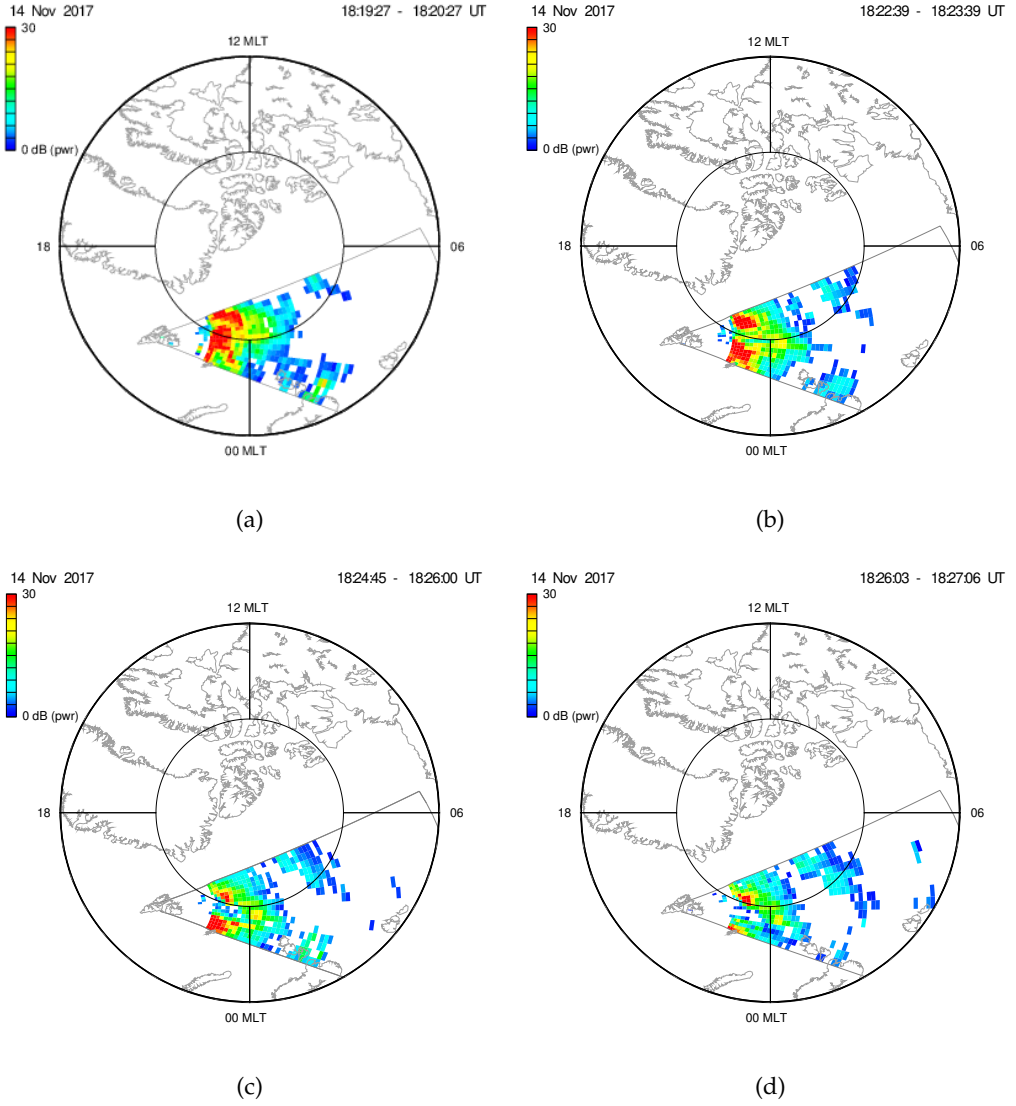 14 Nov 2017 18:19:27 - 18:20:27 UT
30
0 dB (pwr)
12 MLT
18
06
00 MLT
(a)
14 Nov 2017 18:22:39 - 18:23:39 UT
30
0 dB (pwr)
12 MLT
18
06
00 MLT
(b)
14 Nov 2017 18:24:45 - 18:26:00 UT
30
0 dB (pwr)
12 MLT
18
06
00 MLT
(c)
14 Nov 2017 18:26:03 - 18:27:06 UT
30
0 dB (pwr)
12 MLT
18
06
00 MLT
(d)